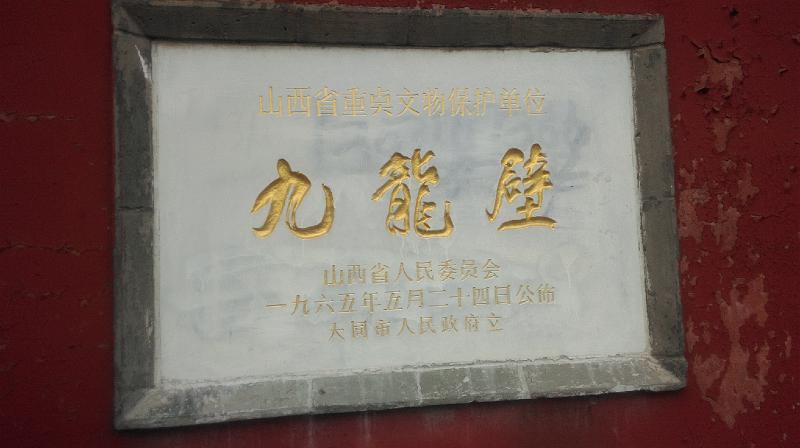 山西省重点文物保护单位
九龍壁
山西省人民委员会
一九六五年五月二十四日公佈
大同市人民政府立